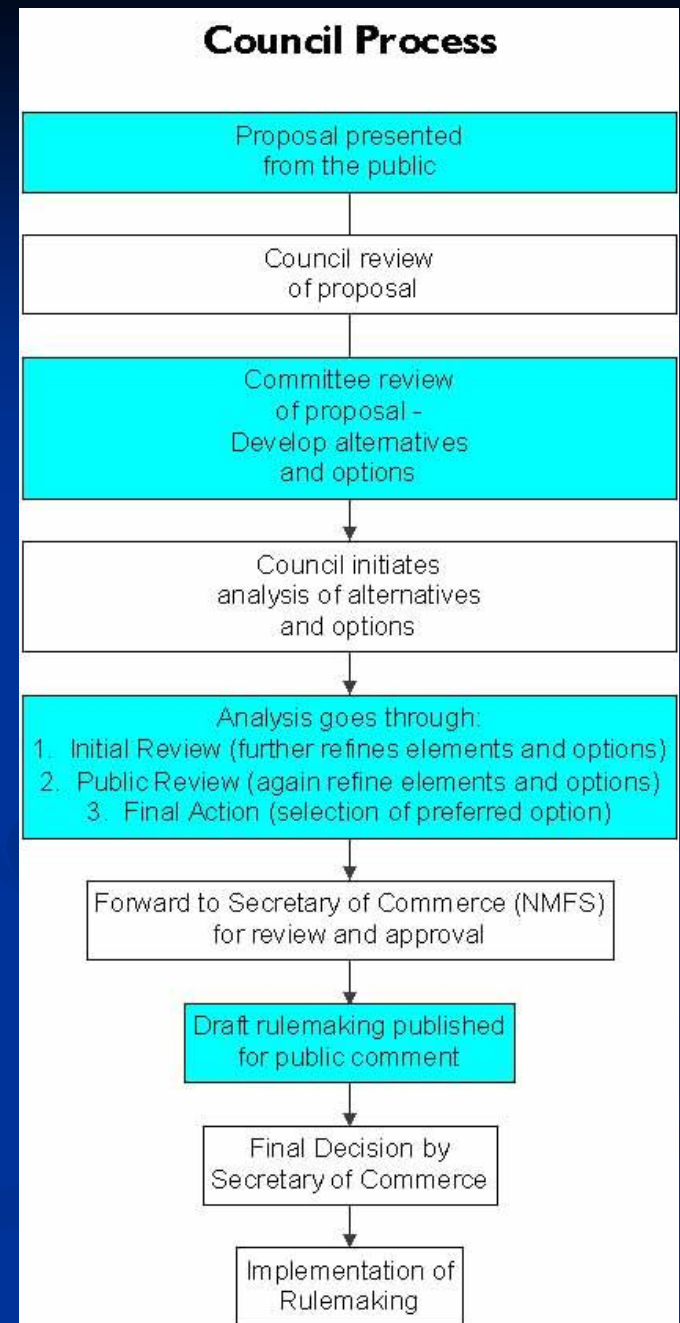 Council Process
Proposal presented
from the public
Council review
of proposal
Committee review
of proposal -
Develop alternatives
and options
Council initiates
analysis of alternatives
and options
Analysis goes through:
1. Initial Review (further refines elements and options)
2. Public Review (again refine elements and options)
3. Final Action (selection of preferred option)
Forward to Secretary of Commerce (NMFS)
for review and approval
Draft rulemaking published
for public comment
Final Decision by
Secretary of Commerce
Implementation of
Rulemaking